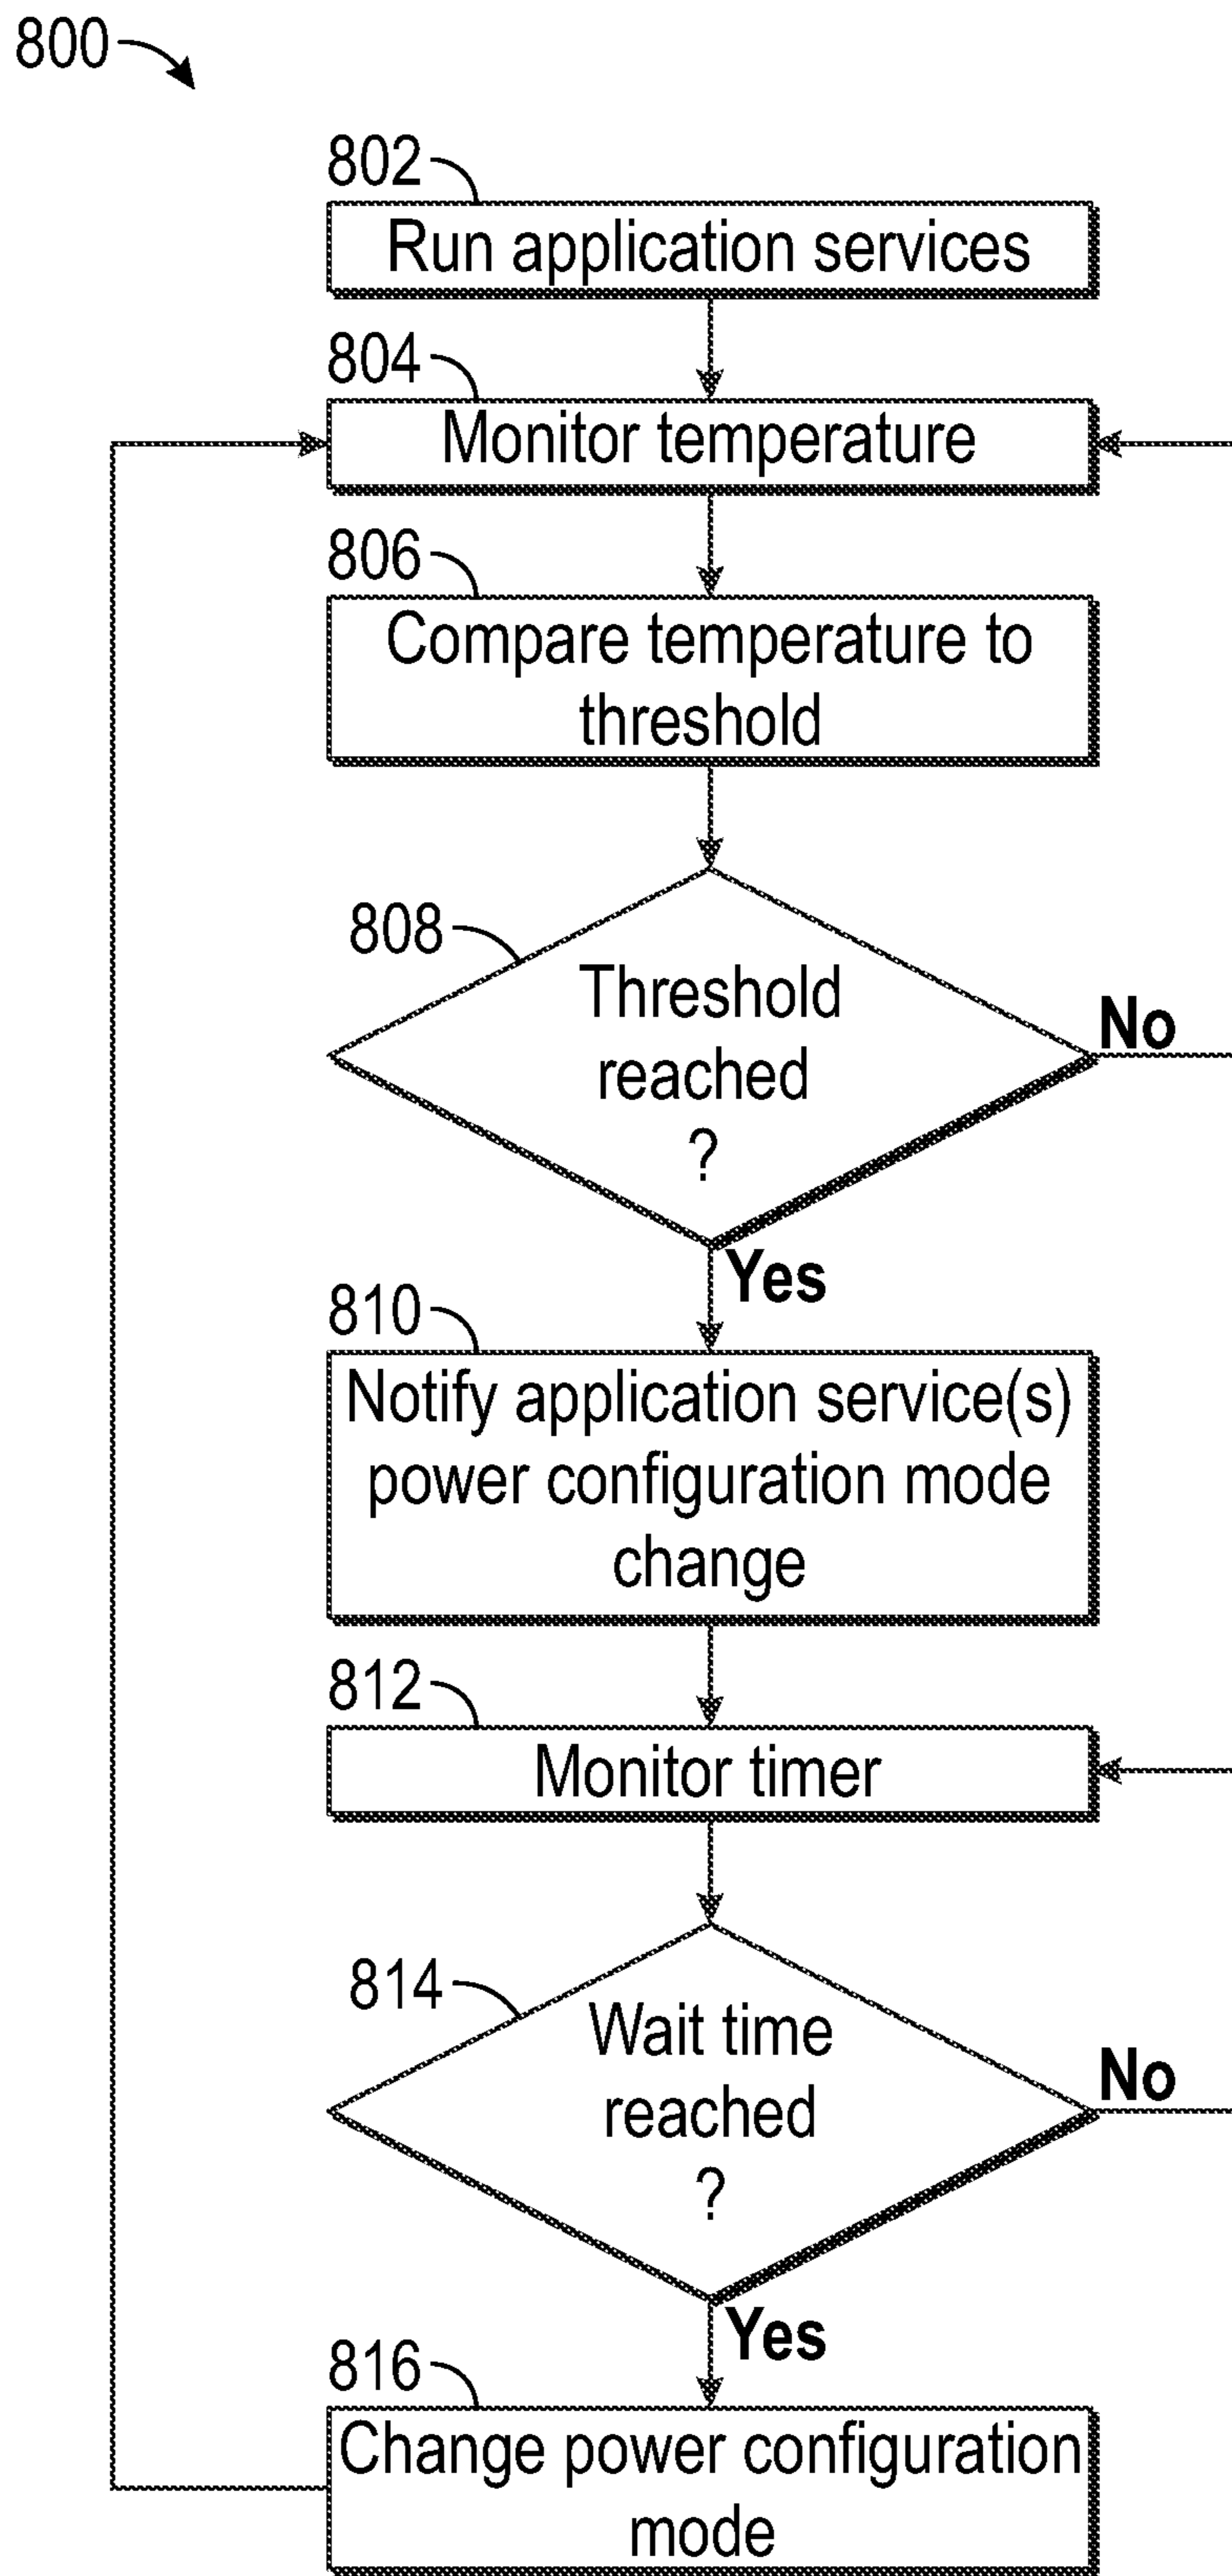 800
802
Run application services
804
Monitor temperature
806
Compare temperature to
threshold
808
Threshold
reached
?
No
Yes
810
Notify application service(s)
power configuration mode
change
812
Monitor timer
814
Wait time
reached
?
No
Yes
816
Change power configuration
mode